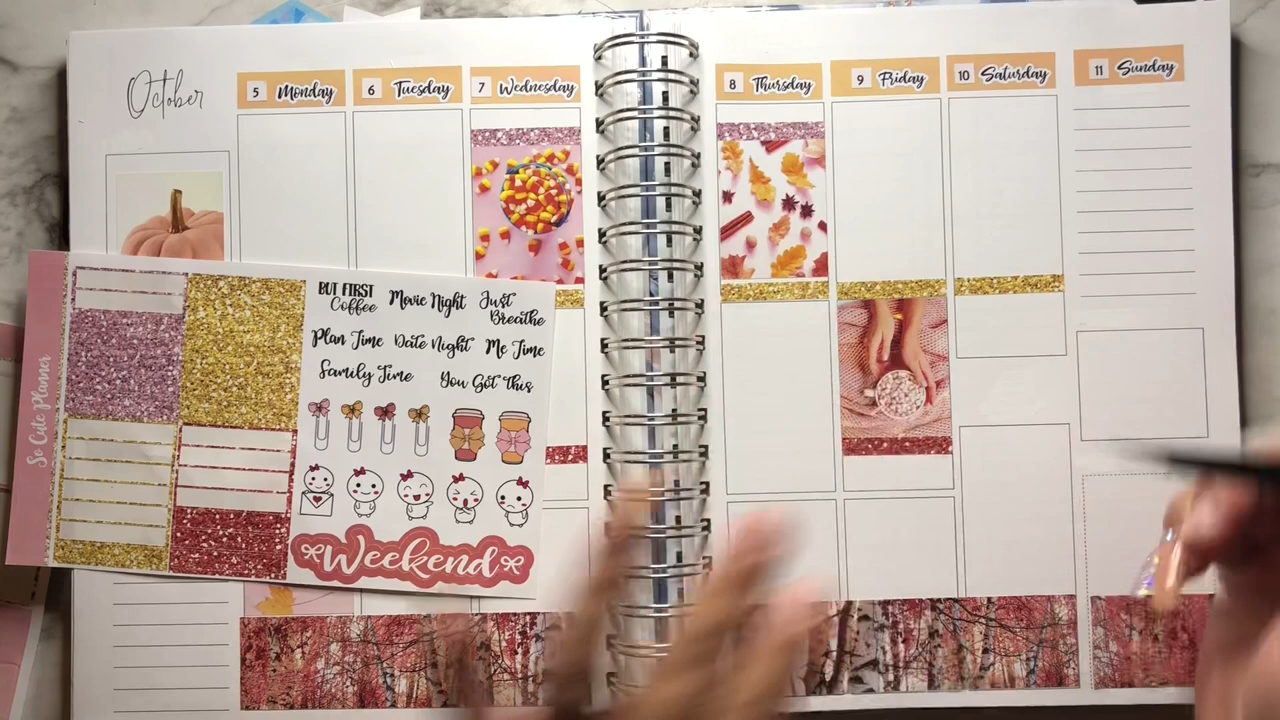 October
5 Monday
6 Tuesday
7 Wednesday
8 Thursday
9 Friday
10 Saturday
11 Sunday
So Cute Planner
BUT FIRST
Coffee
Movie Night
Just
Breathe
Plan Time
Date Night
Me Time
Family Time
You Got This
Weekend